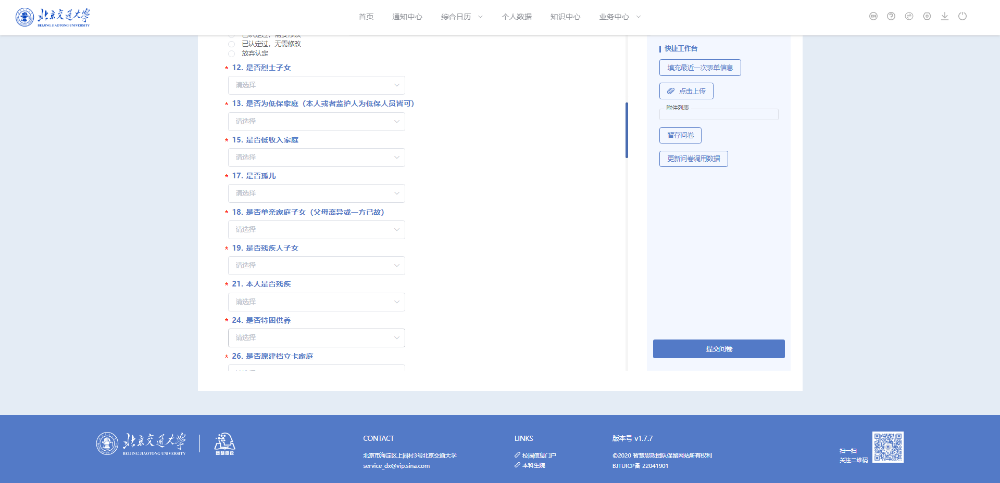 北京交通大学
BEIJING JIAOTONG UNIVERSITY
首页
通知中心
综合日历
个人数据
知识中心
业务中心
EN
已认定过，需要修改
已认定过，无需修改
放弃认定
* 12. 是否烈士子女
请选择
* 13. 是否为低保家庭（本人或者监护人为低保人员皆可）
请选择
* 15. 是否低收入家庭
请选择
* 17. 是否孤儿
请选择
* 18. 是否单亲家庭子女（父母离异或一方已故）
请选择
* 19. 是否残疾人子女
请选择
* 21. 本人是否残疾
请选择
* 24. 是否特困供养
请选择
* 26. 是否原建档立卡家庭
快捷工作台
填充最近一次表单信息
点击上传
附件列表
暂存问卷
更新问卷调用数据
提交问卷
北京交通大学
BEIJING JIAOTONG UNIVERSITY
智慧思政
CONTACT
北京市海淀区上园村3号北京交通大学
service_dx@vip.sina.com
LINKS
校园信息门户
本科生院
版本号 v1.7.7
©2020 智慧思政团队保留网站所有权利
BJTUICP备 22041901
扫一扫
关注二维码